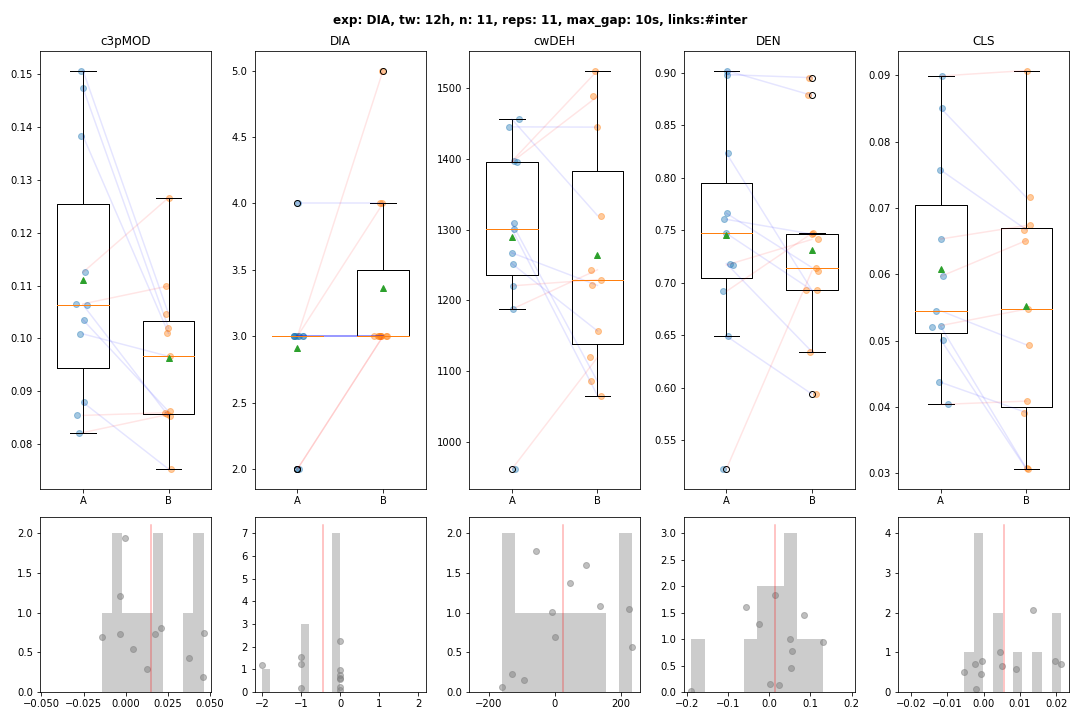 exp: DIA, tw: 12h, n: 11, reps: 11, max_gap: 10s, links:#inter
c3pMOD DIA cwDEH DEN CLS
0.15 0.14 0.13 0.12 0.11 0.10 0.09 0.08
A B
5.0 4.5 4.0 3.5 3.0 2.5 2.0
A B
1500 1400 1300 1200 1100 1000
A B
0.90 0.85 0.80 0.75 0.70 0.65 0.60 0.55
A B
0.09 0.08 0.07 0.06 0.05 0.04 0.03
A B
2.0 1.5 1.0 0.5 0.0
−0.050 −0.025 0.000 0.025 0.050
7 6 5 4 3 2 1 0
−2 −1 0 1 2
2.0 1.5 1.0 0.5 0.0
−200 0 200
3.0 2.5 2.0 1.5 1.0 0.5 0.0
−0.2 −0.1 0.0 0.1 0.2
4 3 2 1 0
−0.02 −0.01 0.00 0.01 0.02